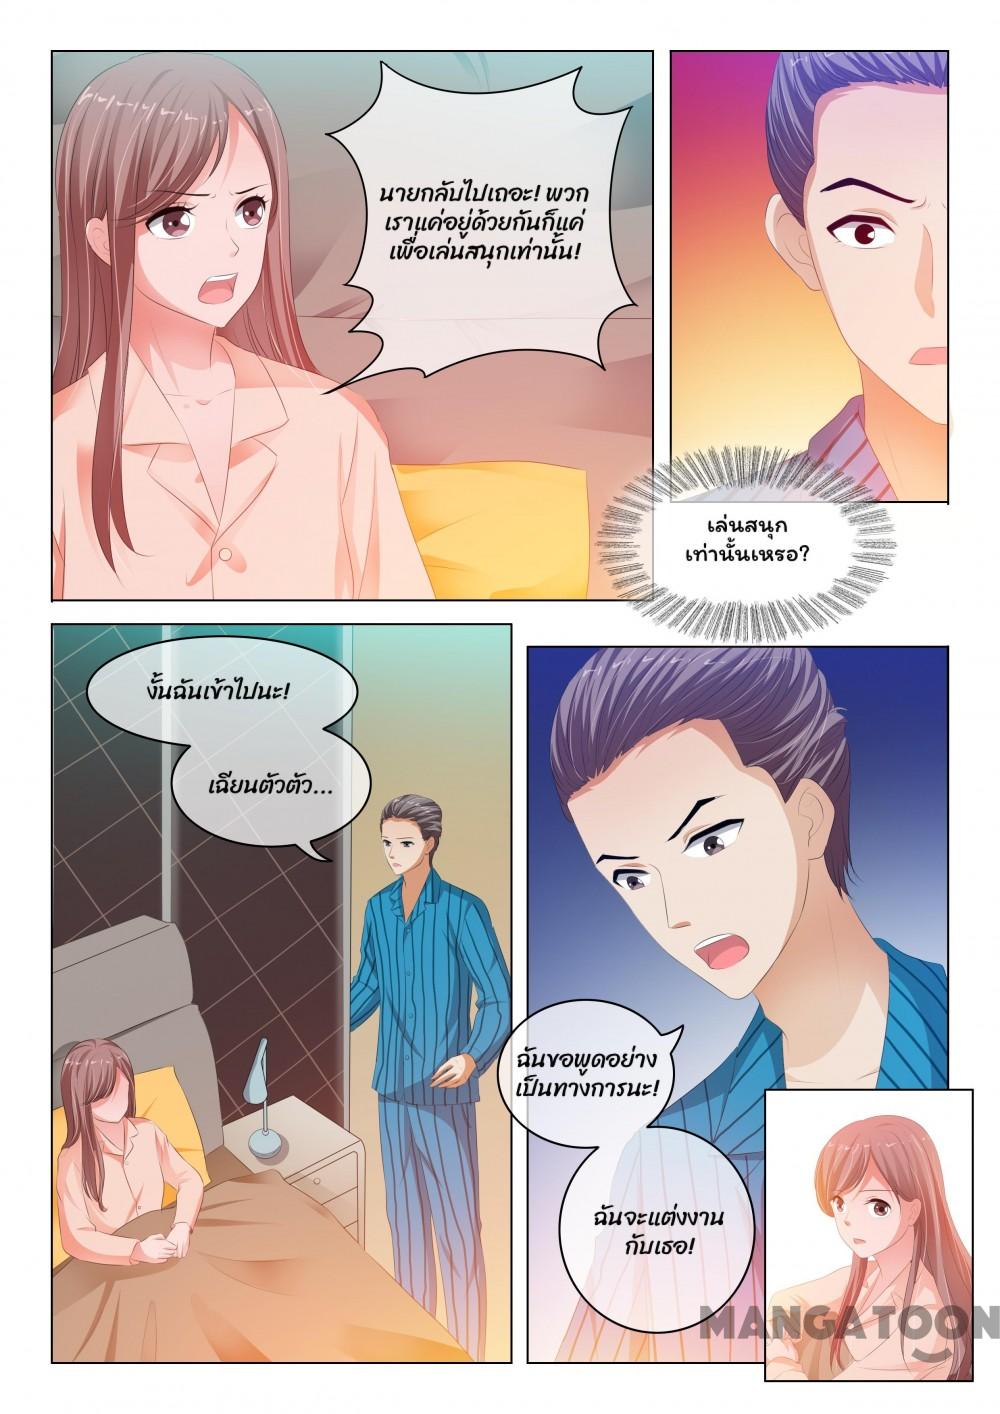 นายกลับไปเถอะ! พวก
เราแค่อยู่ด้วยกันก็แค่
เพื่อเล่นสนุกเท่านั้น!
เล่นสนุก
เท่านั้นเหรอ?
งั้นฉันเข้าไปนะ!
เฉียนตัวตัว...
ฉันขอพูดอย่าง
เป็นทางการนะ!
ฉันจะแต่งงาน
กับเธอ!
MANGATOON